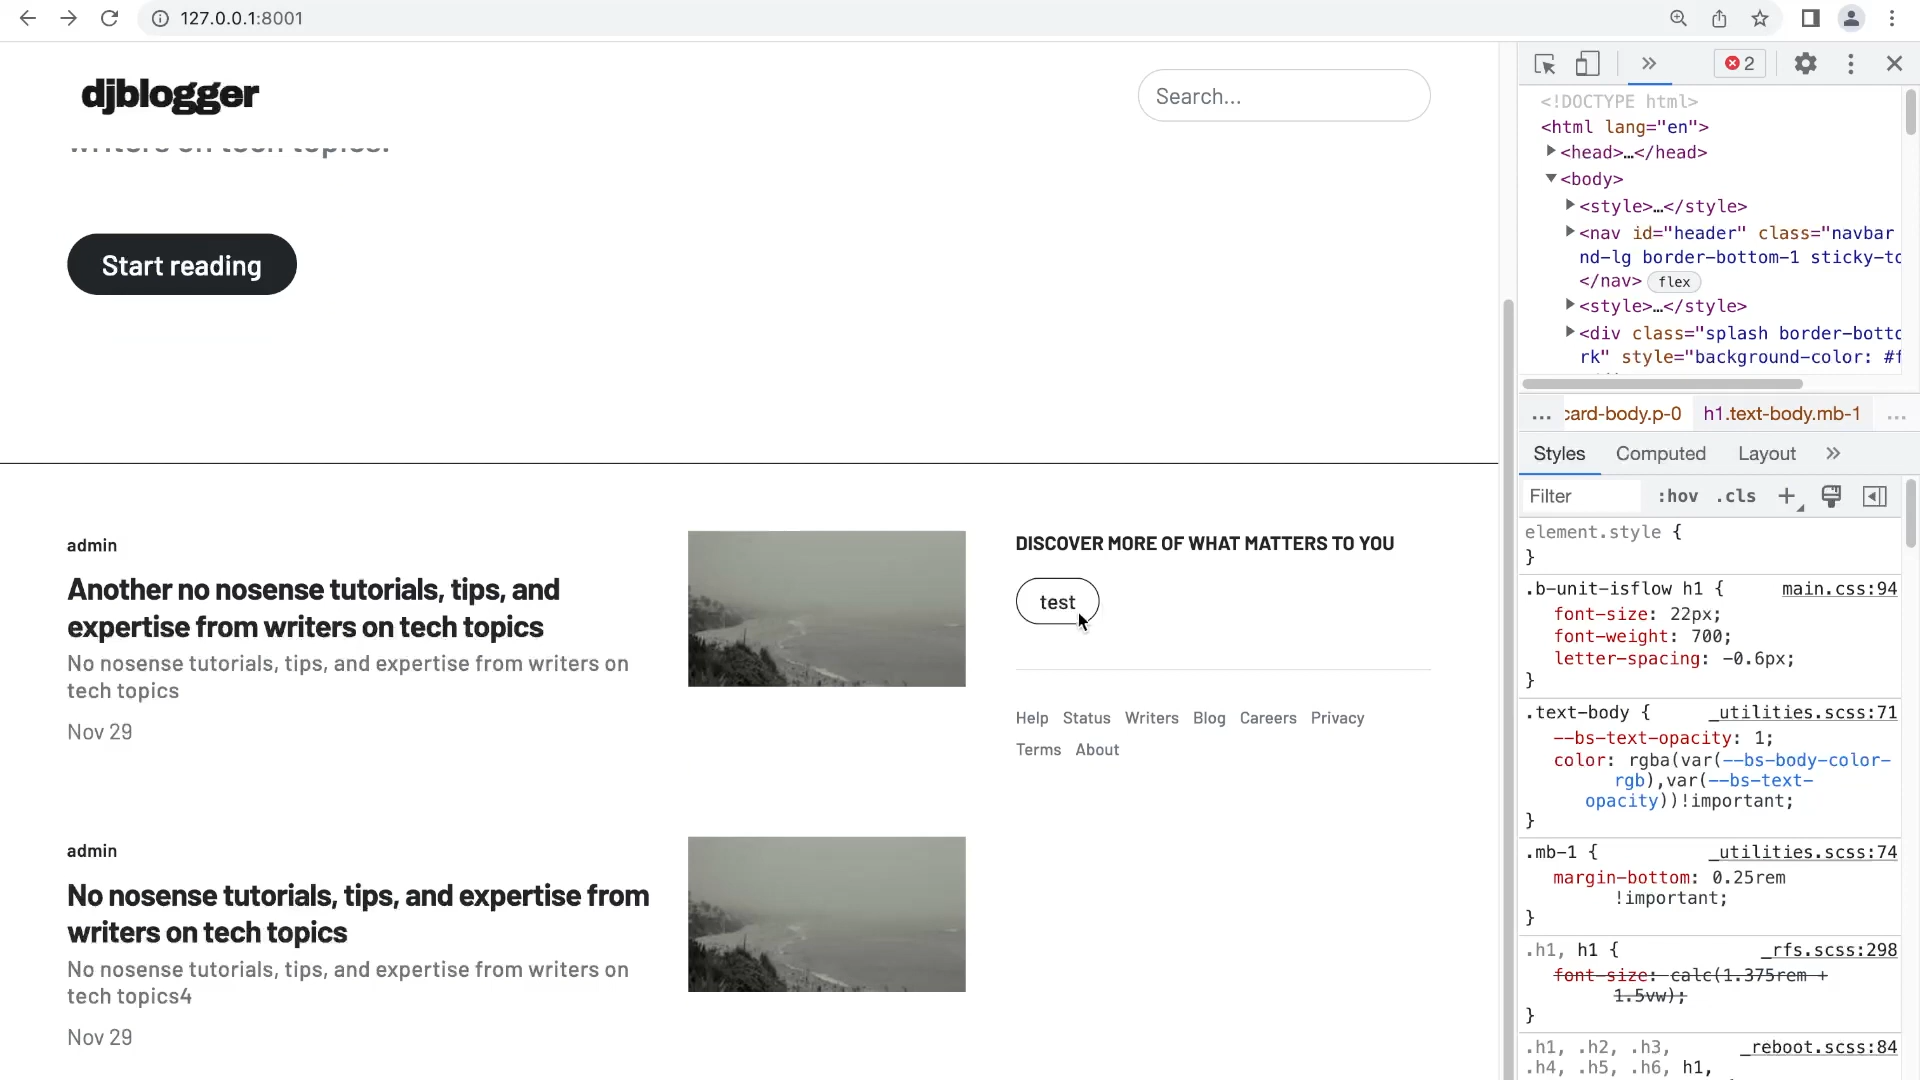 127.0.0.1:8001
djblogger
Search...
writers on tech topics.
Start reading
admin
Another no nosense tutorials, tips, and
expertise from writers on tech topics
No nosense tutorials, tips, and expertise from writers on
tech topics
Nov 29
DISCOVER MORE OF WHAT MATTERS TO YOU
test
Help Status Writers Blog Careers Privacy
Terms About
admin
No nosense tutorials, tips, and expertise from
writers on tech topics
No nosense tutorials, tips, and expertise from writers on
tech topics4
Nov 29
2
<!DOCTYPE html>
<html lang="en">
<head>…</head>
<body>
<style>…</style>
<nav id="header" class="navbar
nd-lg border-bottom-1 sticky-to
</nav> flex
<style>…</style>
<div class="splash border-botto
rk" style="background-color: #f
... card-body.p-0 h1.text-body.mb-1 ...
Styles Computed Layout
Filter :hov .cls
element.style {
}
.b-unit-isflow h1 { main.css:94
font-size: 22px;
font-weight: 700;
letter-spacing: -0.6px;
}
.text-body { _utilities.scss:71
--bs-text-opacity: 1;
color: rgba(var(--bs-body-color-
rgb),var(--bs-text-
opacity))!important;
}
.mb-1 { _utilities.scss:74
margin-bottom: 0.25rem
!important;
}
.h1, h1 { _rfs.scss:298
font-size: calc(1.375rem +
1.5vw);
}
.h1, .h2, .h3, _reboot.scss:84
.h4, .h5, .h6, h1,